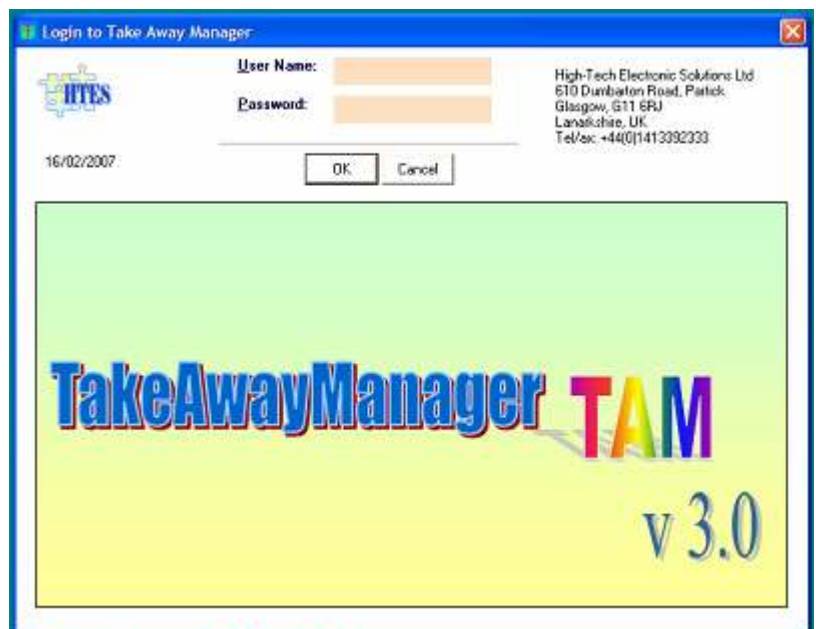 Login to Take Away Manager
HTES
User Name:
Password:
High-Tech Electronic Solutions Ltd
610 Dumbarton Road, Partick
Glasgow, G11 6RJ
Lanarkshire, UK
Tel/ax: +44(0)1413392333
16/02/2007
OK Cancel
TakeAwayManager TAM
v 3.0